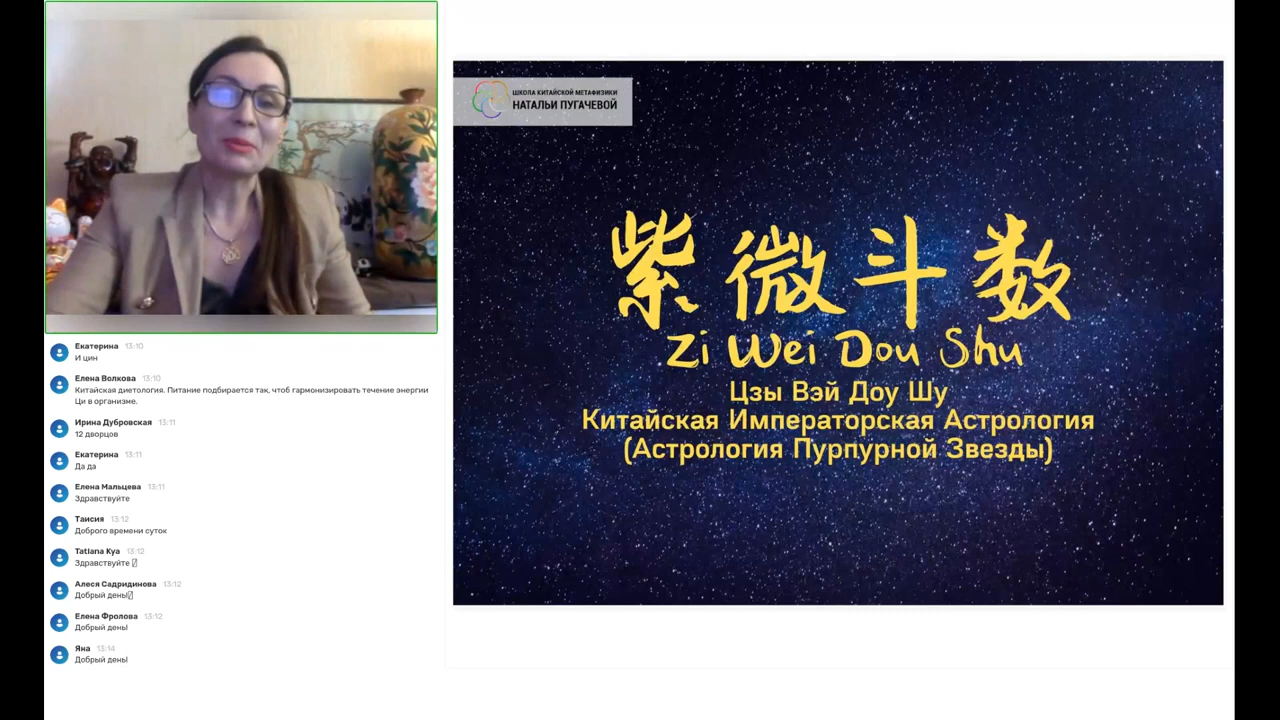 Екатерина 13:10
И цин
Елена Волкова 13:10
Китайская диетология. Питание подбирается так, чтоб гармонизировать течение энергии
Ци в организме.
Ирина Дубровская 13:11
12 дворцов
Екатерина 13:11
Да да
Елена Мальцева 13:11
Здравствуйте
Таисия 13:12
Доброго времени суток
Tatiana Kya 13:12
Здравствуйте
Алеся Садридинова 13:12
Добрый день
Елена Фролова 13:12
Добрый день!
Яна 13:14
Добрый день!
ШКОЛА КИТАЙСКОЙ МЕТАФИЗИКИ
НАТАЛЬИ ПУГАЧЕВОЙ
紫微斗数
Zi Wei Dou Shu
Цзы Вэй Доу Шу
Китайская Императорская Астрология
(Астрология Пурпурной Звезды)